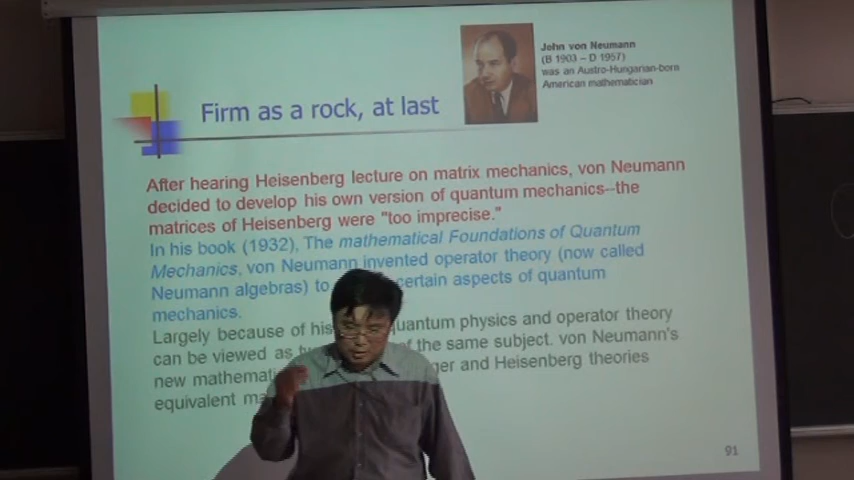 John von Neumann
(B 1903 – D 1957)
was an Austro-Hungarian-born
American mathematician
Firm as a rock, at last
After hearing Heisenberg lecture on matrix mechanics, von Neumann
decided to develop his own version of quantum mechanics--the
matrices of Heisenberg were "too imprecise."
In his book (1932), The mathematical Foundations of Quantum
Mechanics, von Neumann invented operator theory (now called
Neumann algebras) to certain aspects of quantum
mechanics.
Largely because of his quantum physics and operator theory
can be viewed as of the same subject. von Neumann's
new and Heisenberg theories
equivalent
91